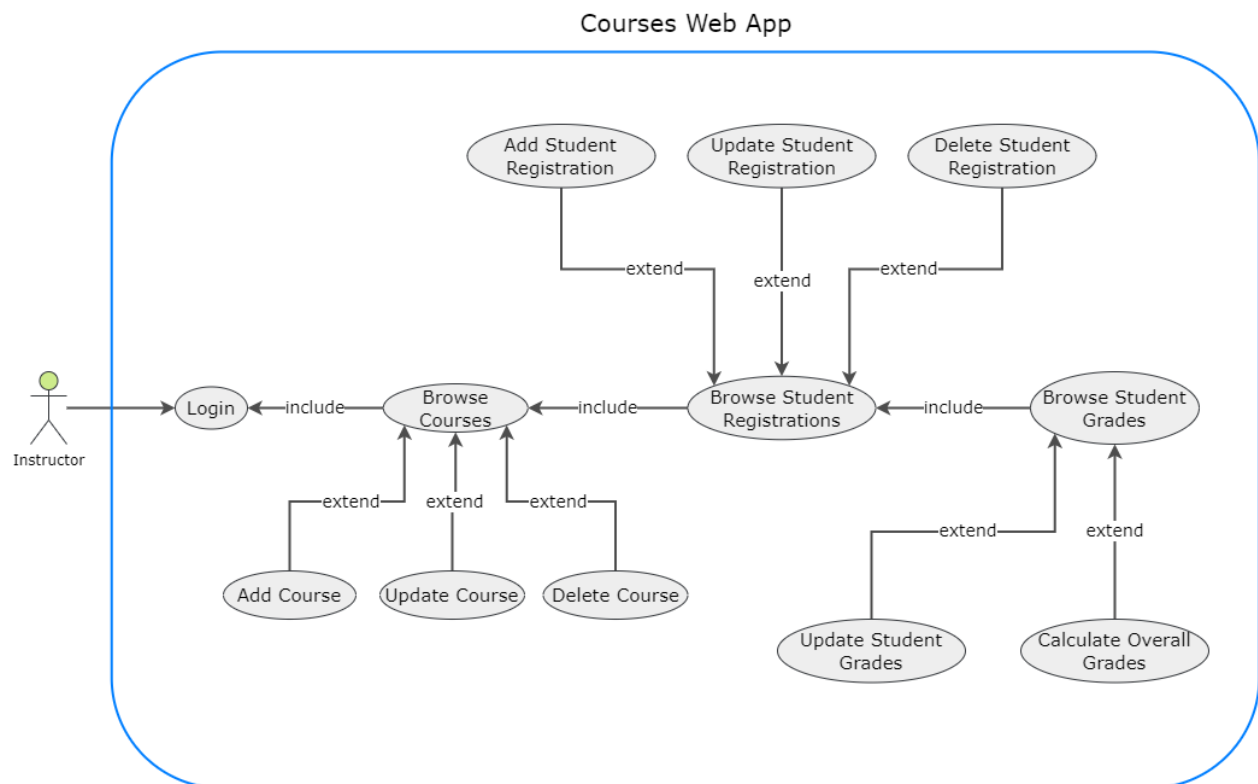 Courses Web App
Add Student
Registration
Update Student
Registration
Delete Student
Registration
extend
extend
extend
Instructor
Login
include
Browse
Courses
include
Browse Student
Registrations
include
Browse Student
Grades
extend
extend
extend
extend
extend
Add Course
Update Course
Delete Course
Update Student
Grades
Calculate Overall
Grades